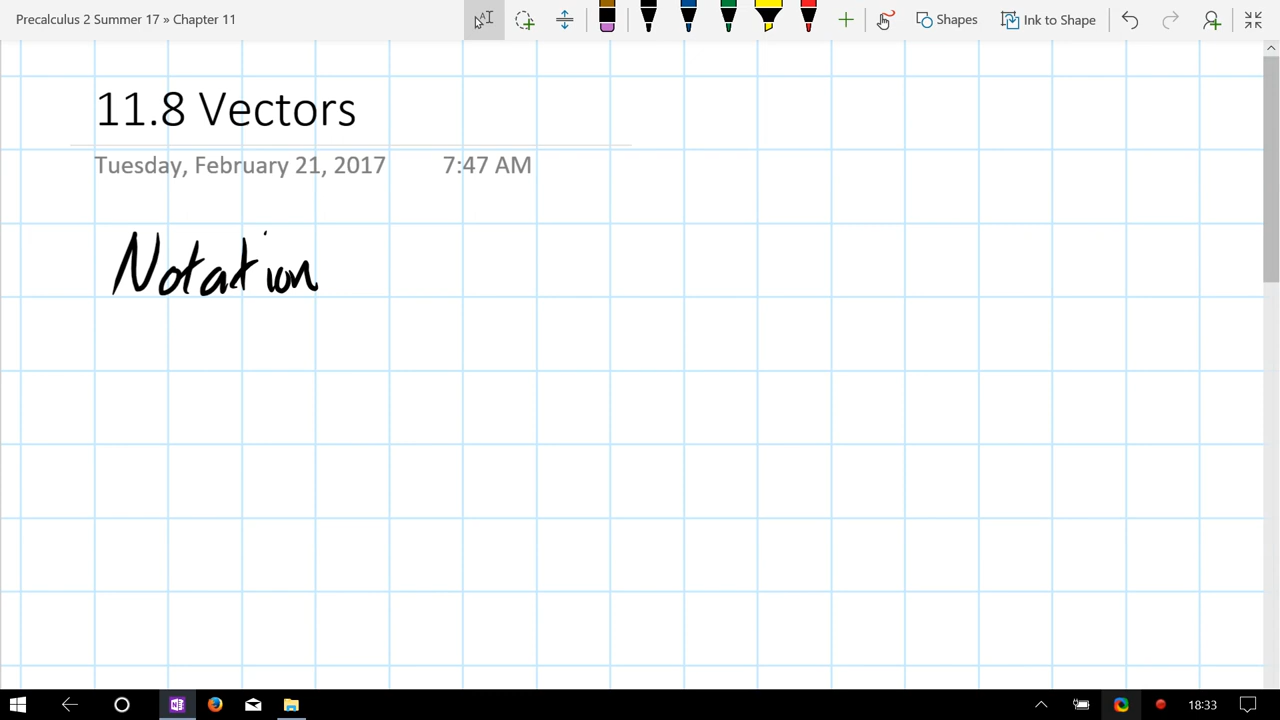 Precalculus 2 Summer 17 » Chapter 11
Shapes
Ink to Shape
11.8 Vectors
Tuesday, February 21, 2017 7:47 AM
Notation
18:33